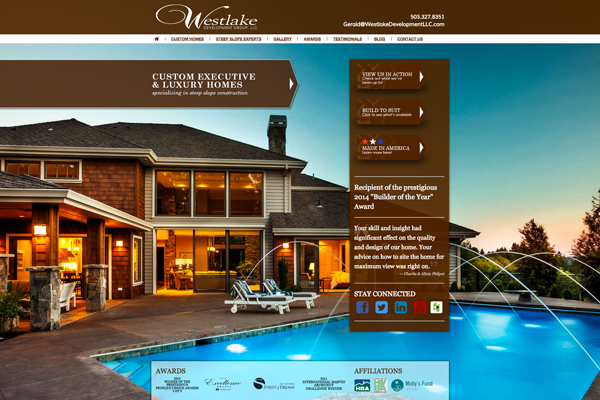 Westlake
DEVELOPMENT GROUP, LLC
503.327.8351
Gerald@WestlakeDevelopmentLLC.com
CUSTOM HOMES
STEEP SLOPE EXPERTS
GALLERY
AWARDS
TESTIMONIALS
BLOG
CONTACT US
CUSTOM EXECUTIVE
& LUXURY HOMES
specializing in steep slope construction
VIEW US IN ACTION
Check out what we've
been up to!
BUILD TO SUIT
Click to see what's available
MADE IN AMERICA
Learn more here!
Recipient of the prestigious
2014 "Builder of the Year"
Award
Your skill and insight had
significant effect on the quality
and design of our home. Your
advice on how to site the home for
maximum view was right on.
~ Charlie & Alicia Philpot
STAY CONNECTED
AWARDS
WINNER OF THE
PRESTIGIOUS
PEOPLE'S CHOICE AWARDS
Excellence
STREET of DREAMS
INTERNATIONAL MARVIN
ARCHITECT
CHALLENGE WINNER
AFFILIATIONS
HBA
Molly's Fund